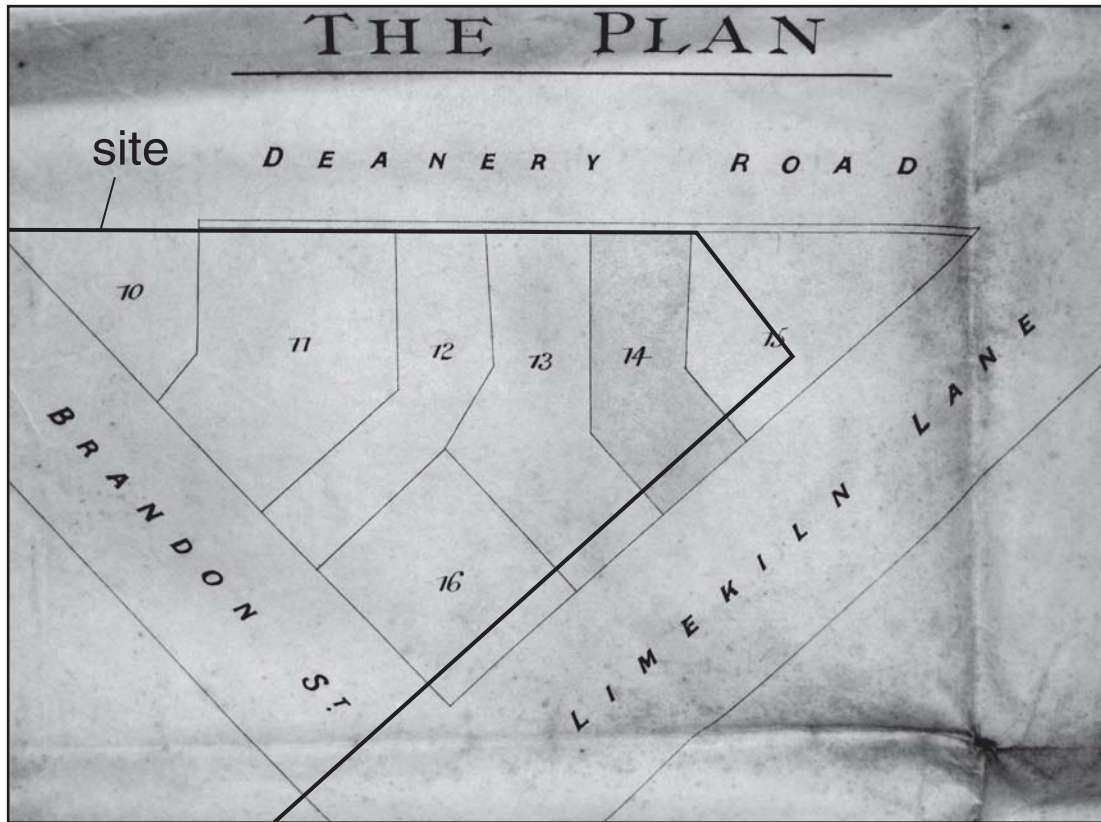 THE PLAN
site
DEANERY ROAD
10
11
12
13
14
15
16
BRANDON ST.
LIMEKILN LANE